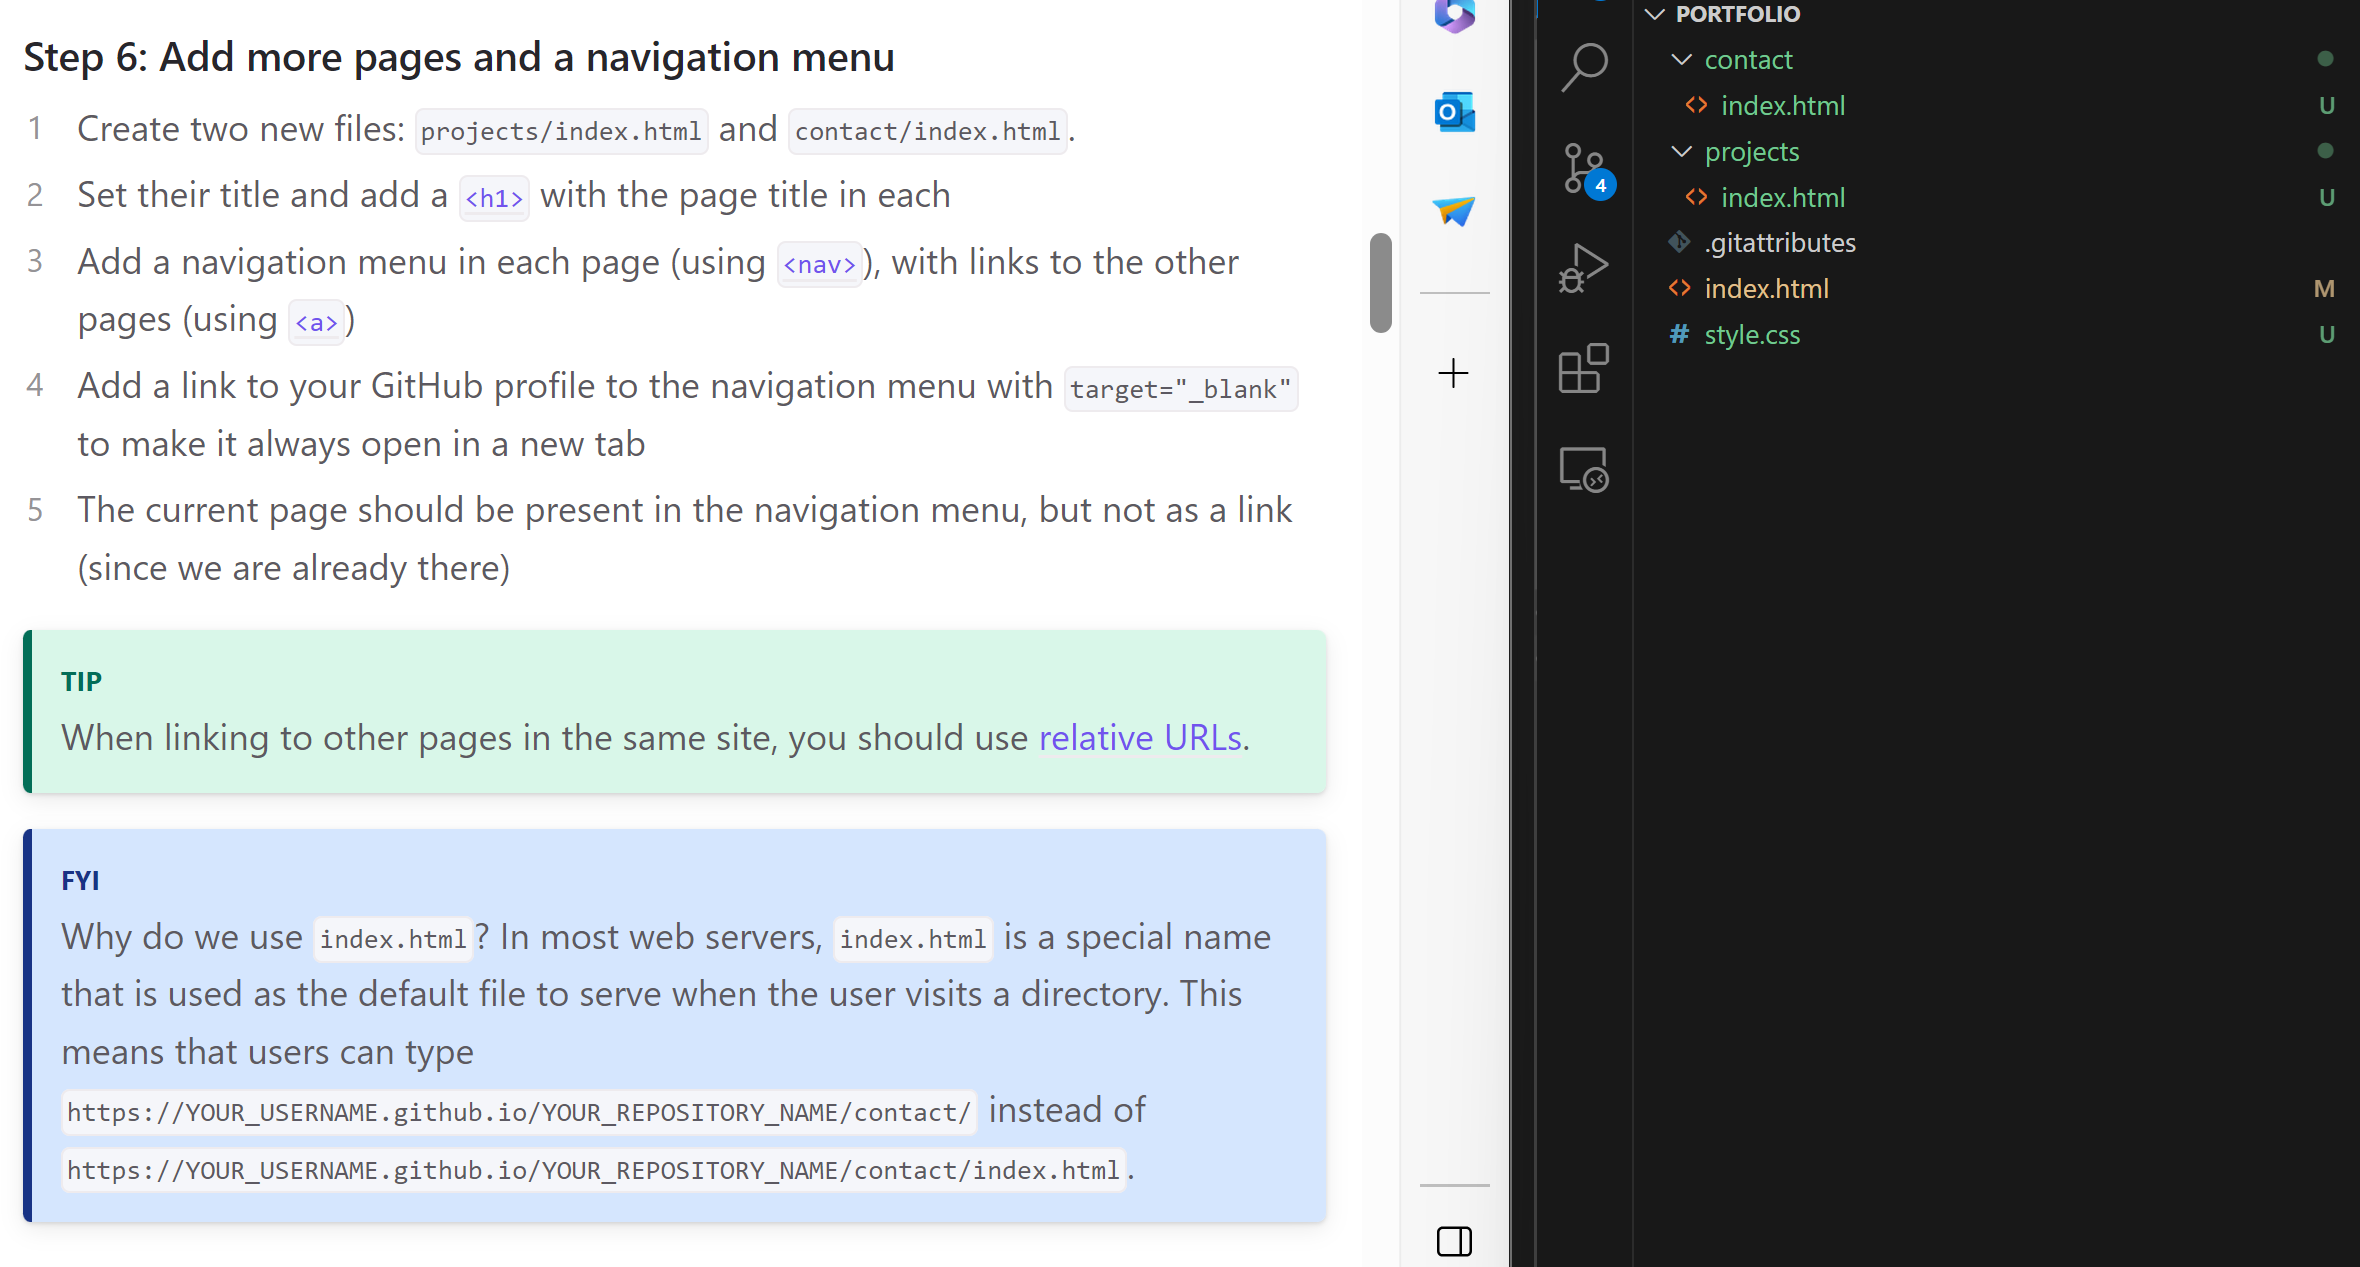 Step 6: Add more pages and a navigation menu
1 Create two new files: projects/index.html and contact/index.html.
2 Set their title and add a <h1> with the page title in each
3 Add a navigation menu in each page (using <nav>), with links to the other
pages (using <a>)
4 Add a link to your GitHub profile to the navigation menu with target="_blank"
to make it always open in a new tab
5 The current page should be present in the navigation menu, but not as a link
(since we are already there)
TIP
When linking to other pages in the same site, you should use relative URLs.
FYI
Why do we use index.html? In most web servers, index.html is a special name
that is used as the default file to serve when the user visits a directory. This
means that users can type
https://YOUR_USERNAME.github.io/YOUR_REPOSITORY_NAME/contact/ instead of
https://YOUR_USERNAME.github.io/YOUR_REPOSITORY_NAME/contact/index.html.
4
PORTFOLIO
contact
index.html U
projects
index.html U
.gitattributes
index.html M
# style.css U